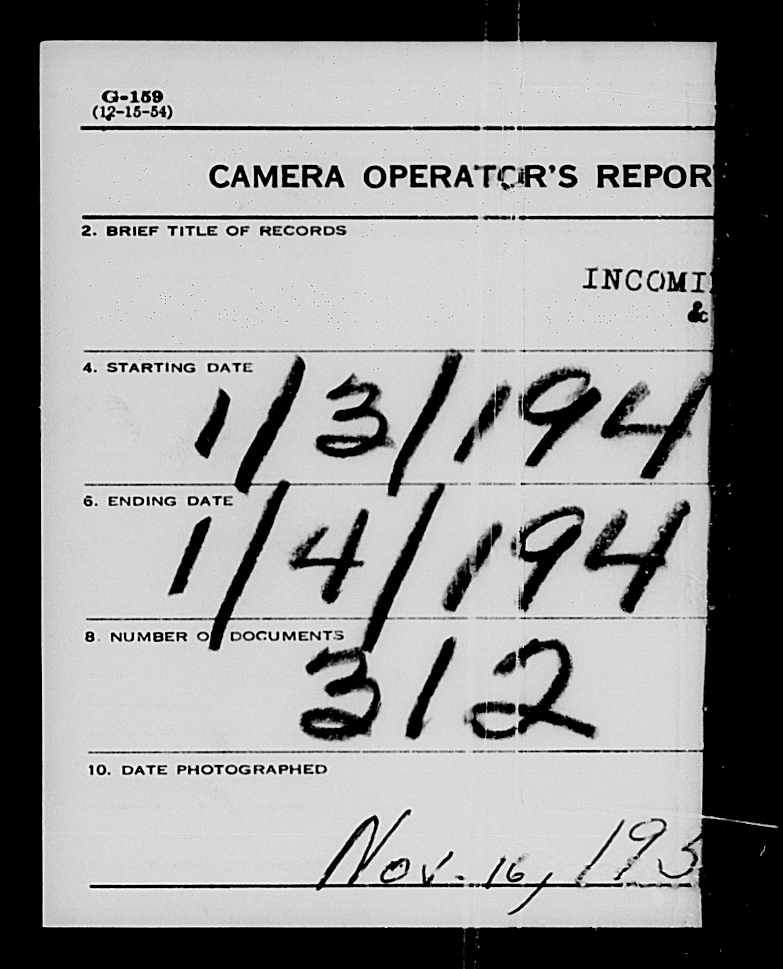 G-159
(12-15-54)
CAMERA OPERATOR'S REPOR
2. BRIEF TITLE OF RECORDS
INCOMI
&
4. STARTING DATE
1/3/194
6. ENDING DATE
1/4/194
8. NUMBER OF DOCUMENTS
312
10. DATE PHOTOGRAPHED
Nov. 16, 195